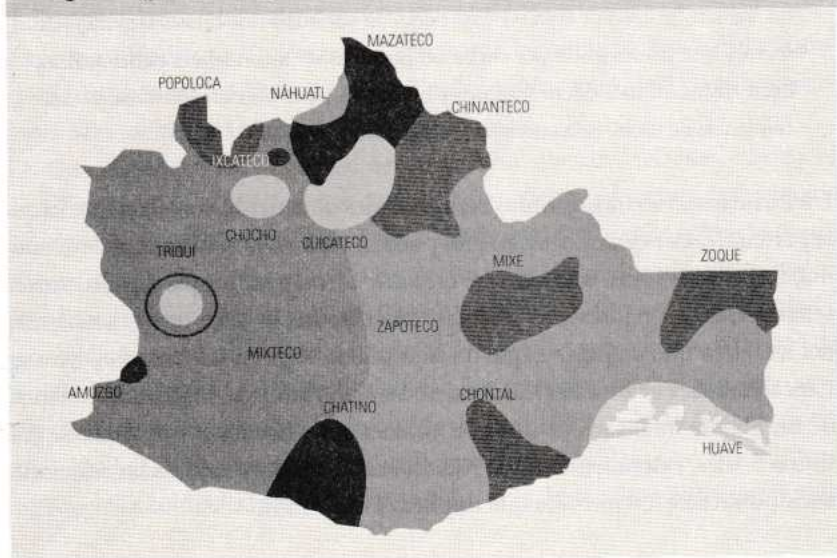 MAZATECO
POPOLOCA
NÁHUATL
CHINANTECO
IXCATECO
CHOCHO
CUICATECO
TRIQUI
MIXE
ZOQUE
ZAPOTECO
MIXTECO
AMUZGO
CHATINO
CHONTAL
HUAVE